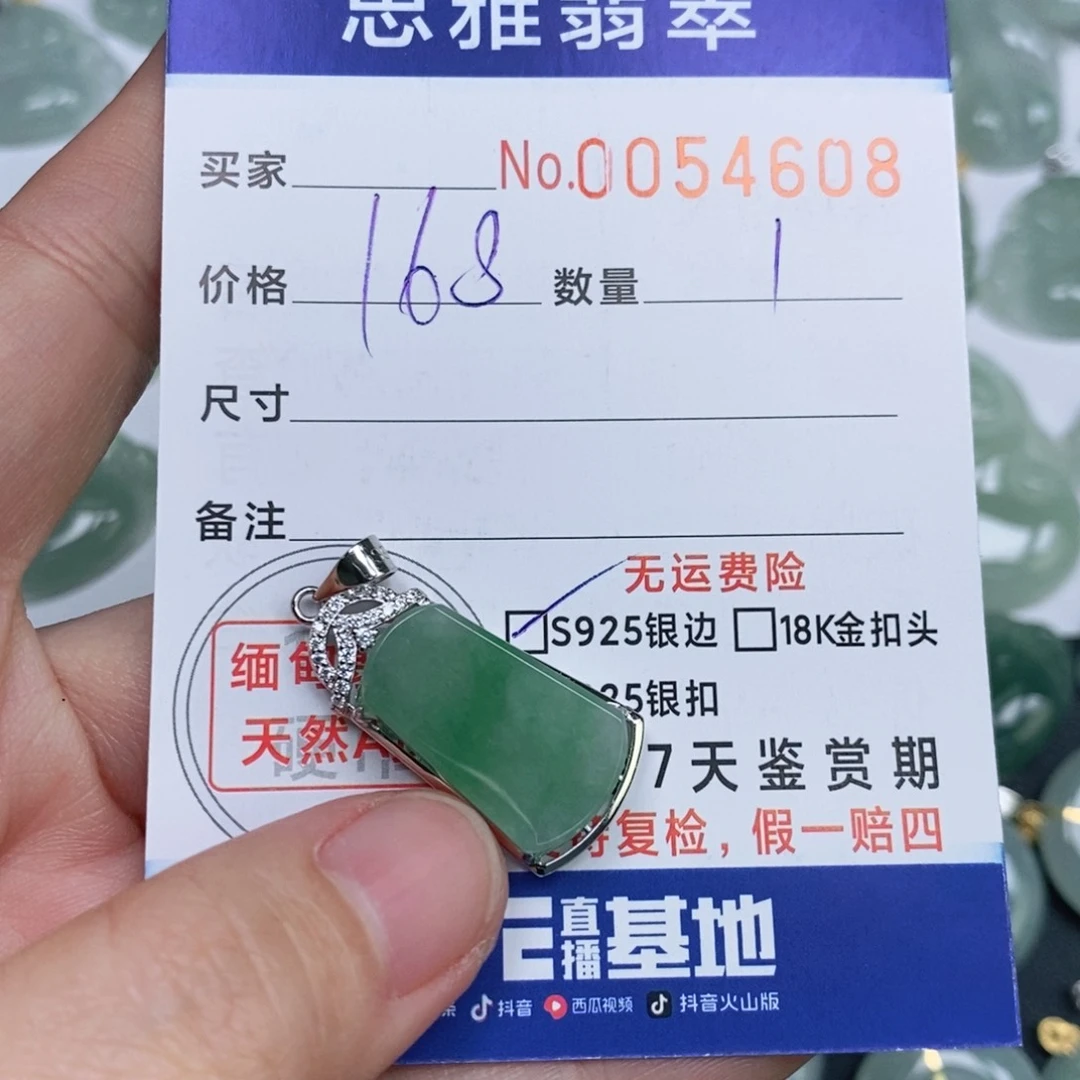 思雅翡翠
买家 No.0054608
价格 168 数量 1
尺寸
备注
无运费险
S925银边 18K金扣头
25银扣
缅甸
天然A
7天鉴赏期
复检，假一赔四
直播基地
抖音 西瓜视频 抖音火山版